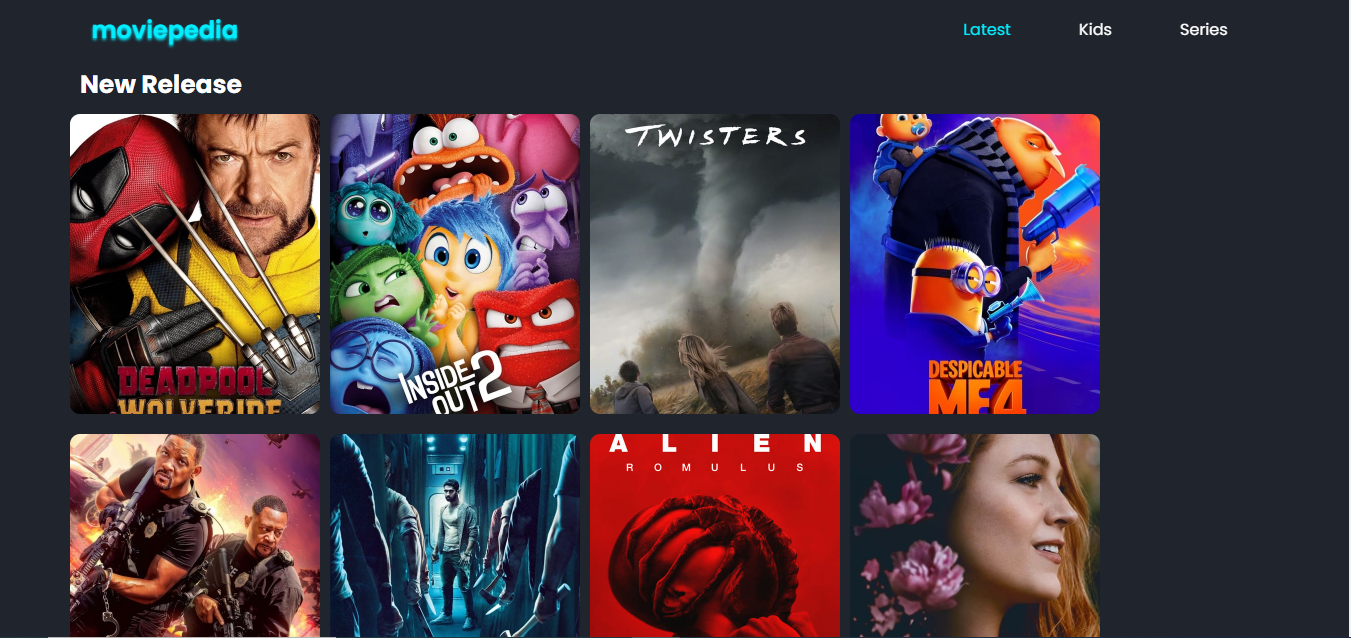 moviepedia
Latest
Kids
Series
New Release
TWISTERS
DEADPOOL
WOLVERINE
INSIDE
OUT 2
DESPICABLE
ME 4
ALIEN
ROMULUS